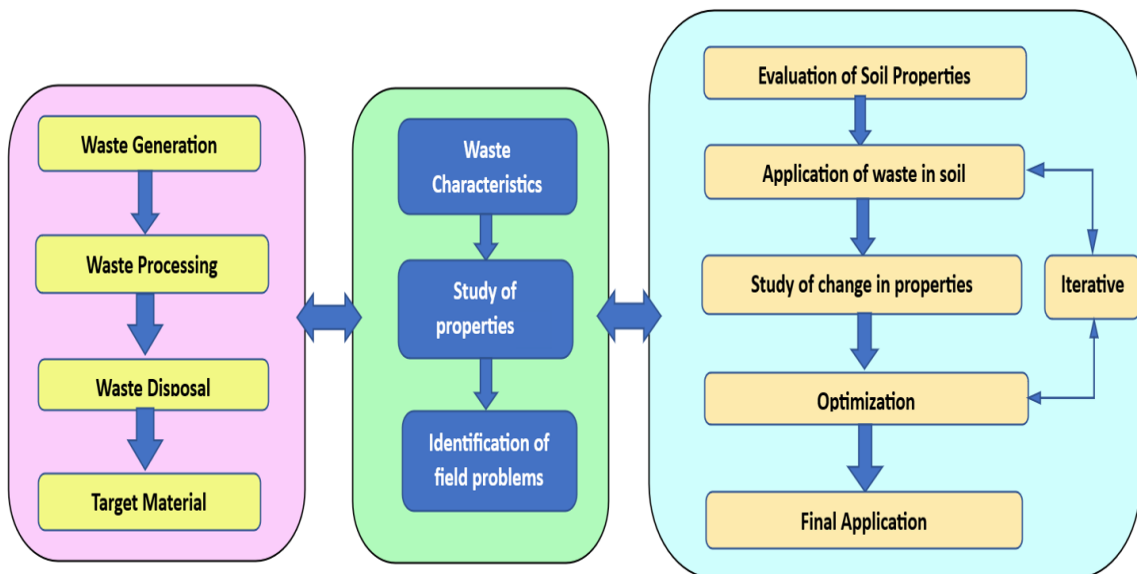 Waste Generation
Waste Processing
Waste Disposal
Target Material
Waste
Characteristics
Study of
properties
Identification of
field problems
Evaluation of Soil Properties
Application of waste in soil
Study of change in properties
Iterative
Optimization
Final Application